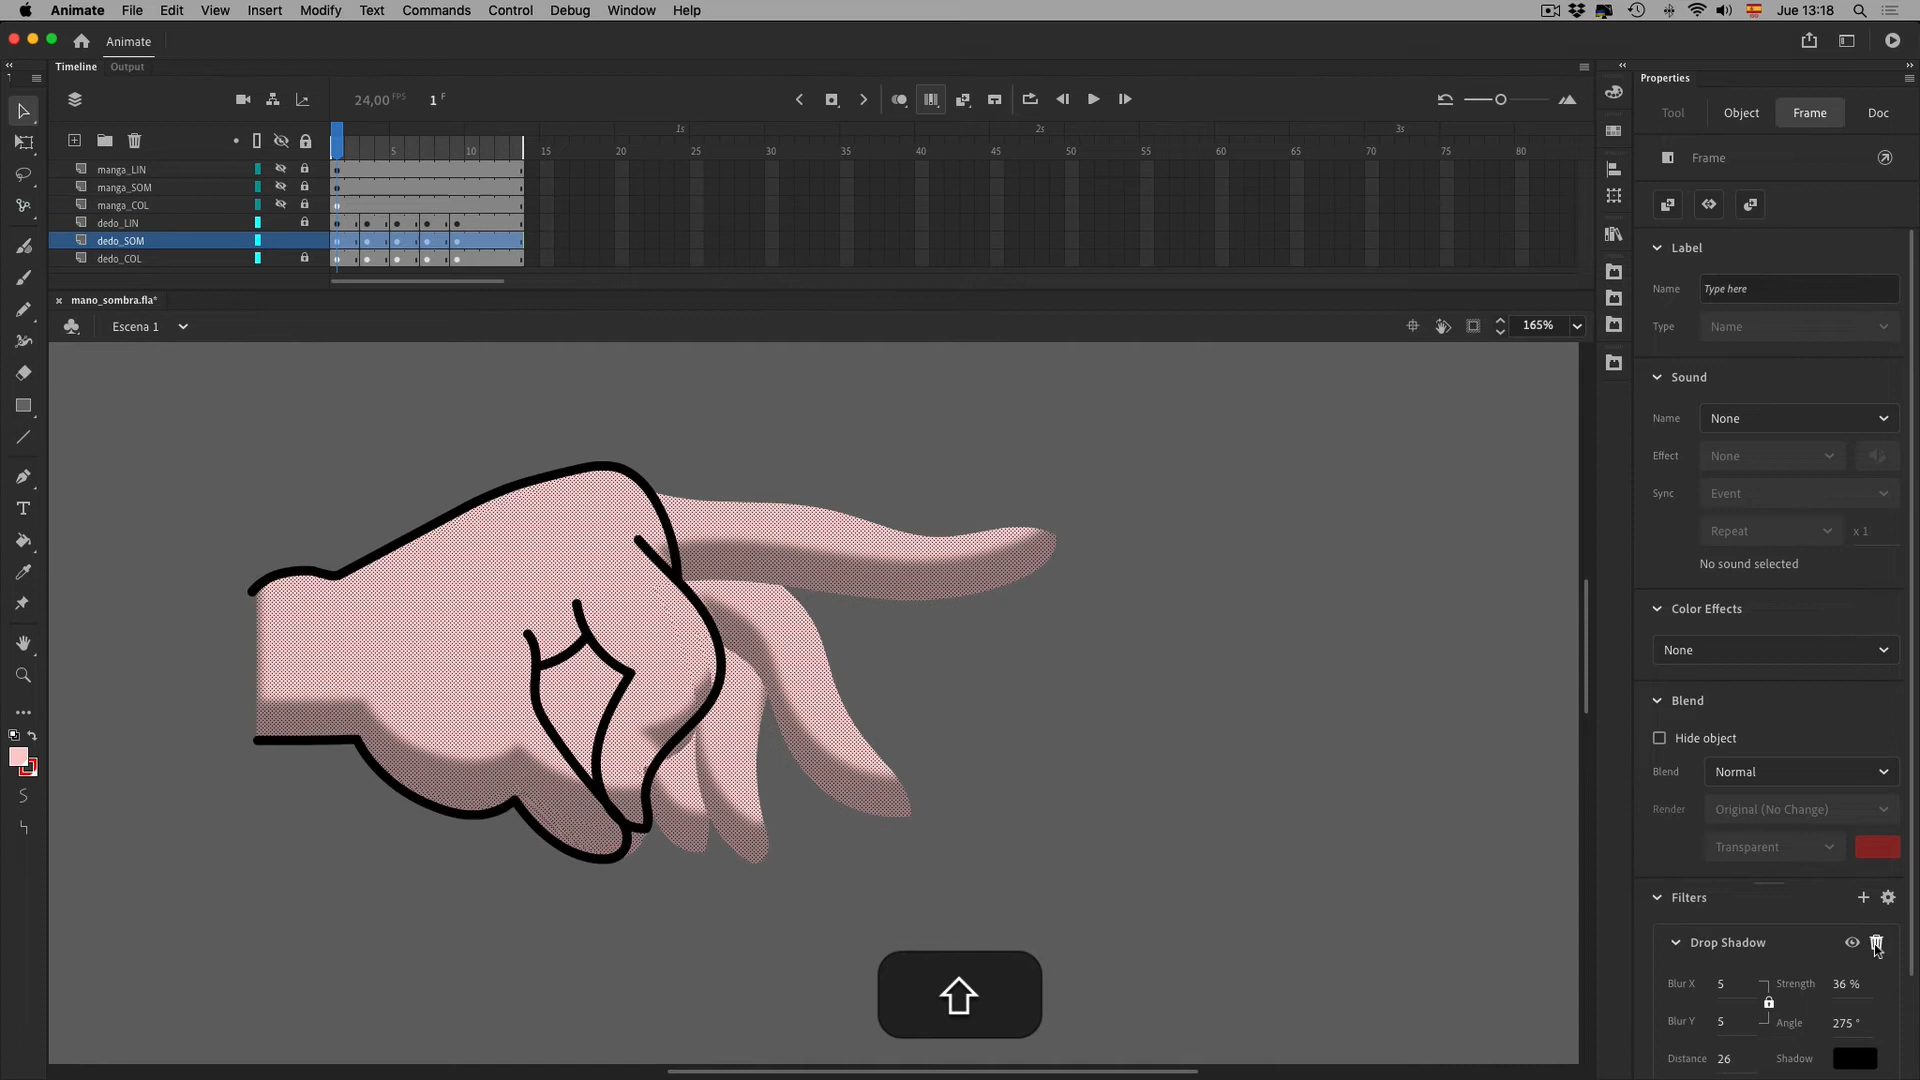 Animate File Edit View Insert Modify Text Commands Control Debug Window Help Jue 13:18
Animate
Timeline Output
Properties
24,00 FPS 1 F
Tool Object Frame Doc
1s 2s 3s
5 10 15 20 25 30 35 40 45 50 55 60 65 70 75 80
manga_LIN
manga_SOM
manga_COL
dedo_LIN
dedo_SOM
dedo_COL
mano_sombra.fla*
Escena 1 165%
Frame
Label
Name Type here
Type Name
Sound
Name None
Effect None
Sync Event
Repeat x 1
No sound selected
Color Effects
None
Blend
Hide object
Blend Normal
Render Original (No Change)
Transparent
Filters
Drop Shadow
Blur X 5 Strength 36 %
Blur Y 5 Angle 275 °
Distance 26 Shadow